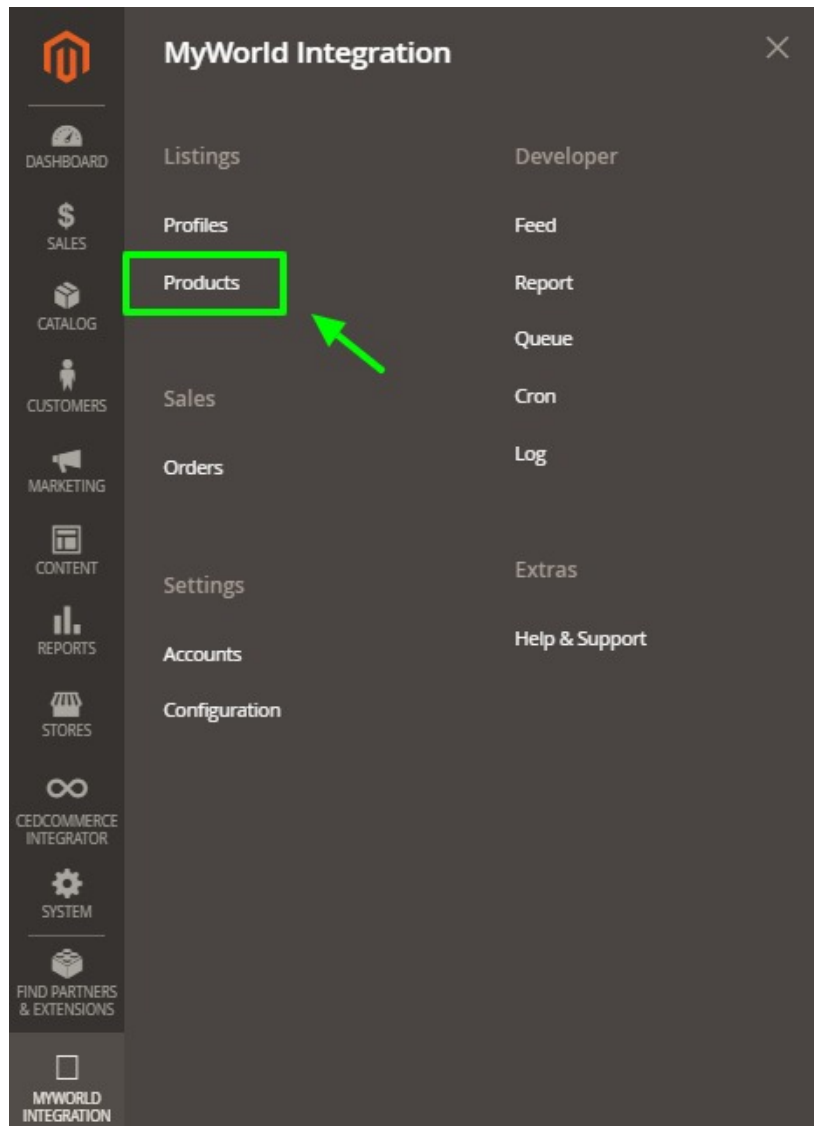 MyWorld Integration
DASHBOARD
SALES
CATALOG
CUSTOMERS
MARKETING
CONTENT
REPORTS
STORES
CEDCOMMERCE
INTEGRATOR
SYSTEM
FIND PARTNERS
& EXTENSIONS
MYWORLD
INTEGRATION
Listings
Profiles
Products
Sales
Orders
Settings
Accounts
Configuration
Developer
Feed
Report
Queue
Cron
Log
Extras
Help & Support